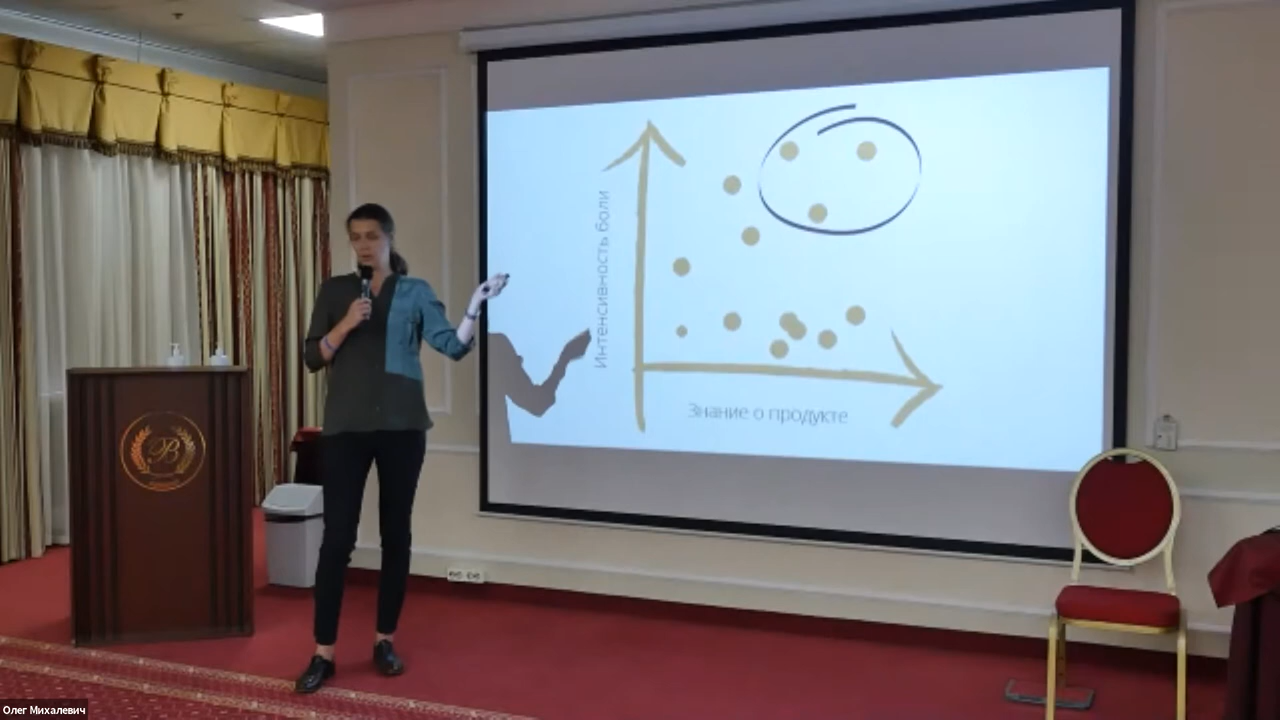 Интенсивность боли
Знание о продукте
В
Олег Михалевич